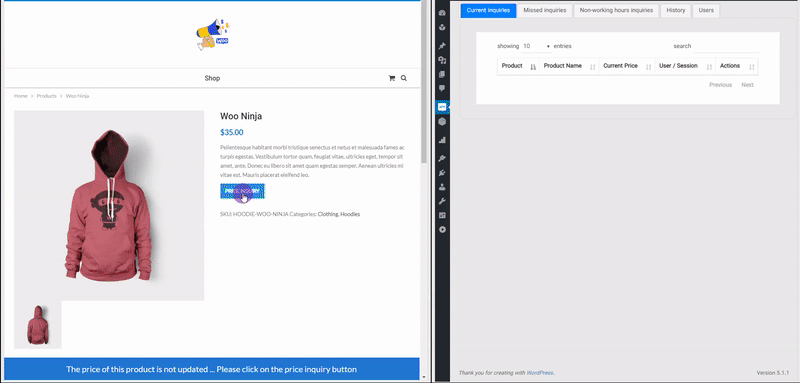 WOO
Shop
Home > Products > Woo Ninja
Woo Ninja
$35.00
Pellentesque habitant morbi tristique senectus et netus et malesuada fames ac
turpis egestas. Vestibulum tortor quam, feugiat vitae, ultricies eget, tempor sit
amet, ante. Donec eu libero sit amet quam egestas semper. Aenean ultricies mi
vitae est. Mauris placerat eleifend leo.
PRICE INQUIRY
SKU: HOODIE-WOO-NINJA Categories: Clothing, Hoodies
The price of this product is not updated ... Please click on the price inquiry button
Current inquiries Missed inquiries Non-working hours inquiries History Users
showing 10 entries search
Product Product Name Current Price User / Session Actions
Previous Next
Thank you for creating with WordPress. Version 5.1.1